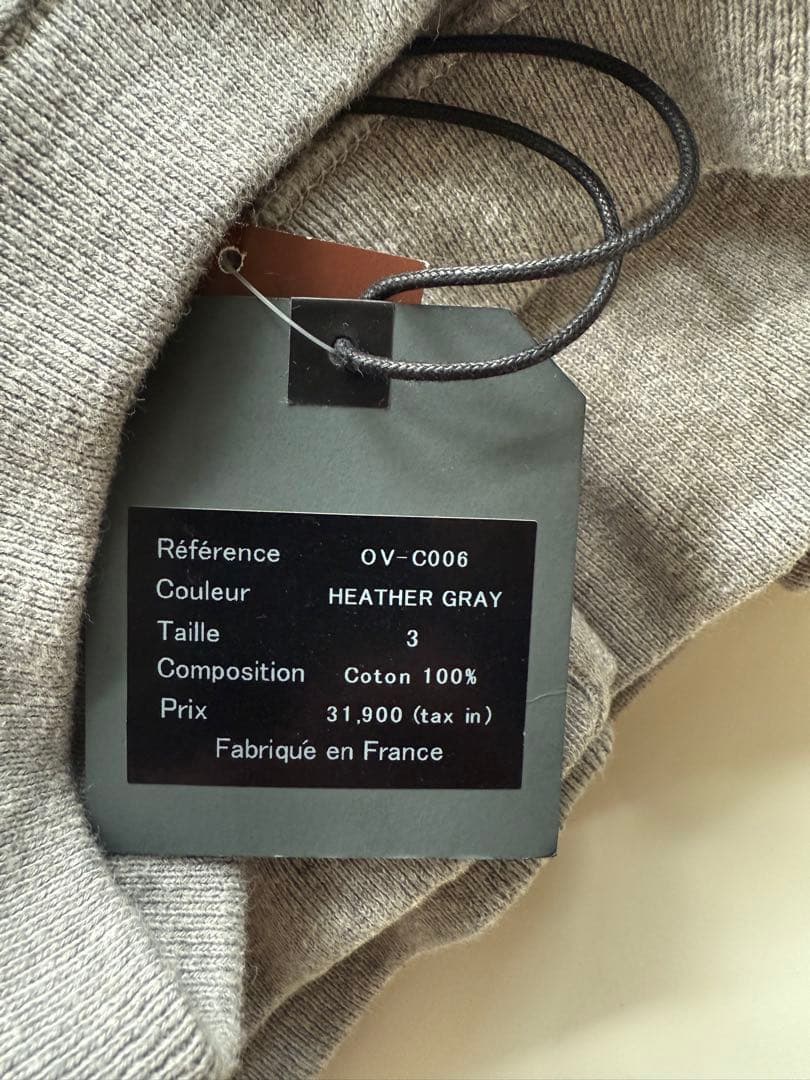 Référence OV-C006
Couleur HEATHER GRAY
Taille 3
Composition Coton 100%
Prix 31,900 (tax in)
Fabriqué en France